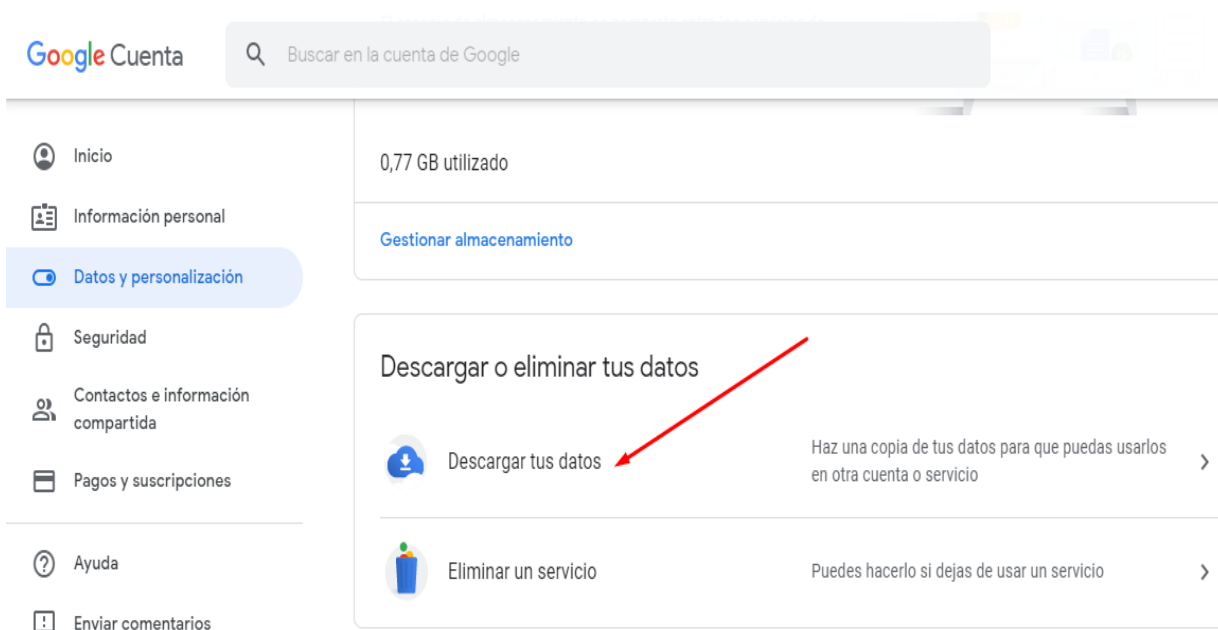 Google Cuenta
Buscar en la cuenta de Google
Inicio
Información personal
Datos y personalización
Seguridad
Contactos e información
compartida
Pagos y suscripciones
Ayuda
Enviar comentarios
0,77 GB utilizado
Gestionar almacenamiento
Descargar o eliminar tus datos
Descargar tus datos
Haz una copia de tus datos para que puedas usarlos
en otra cuenta o servicio
Eliminar un servicio
Puedes hacerlo si dejas de usar un servicio